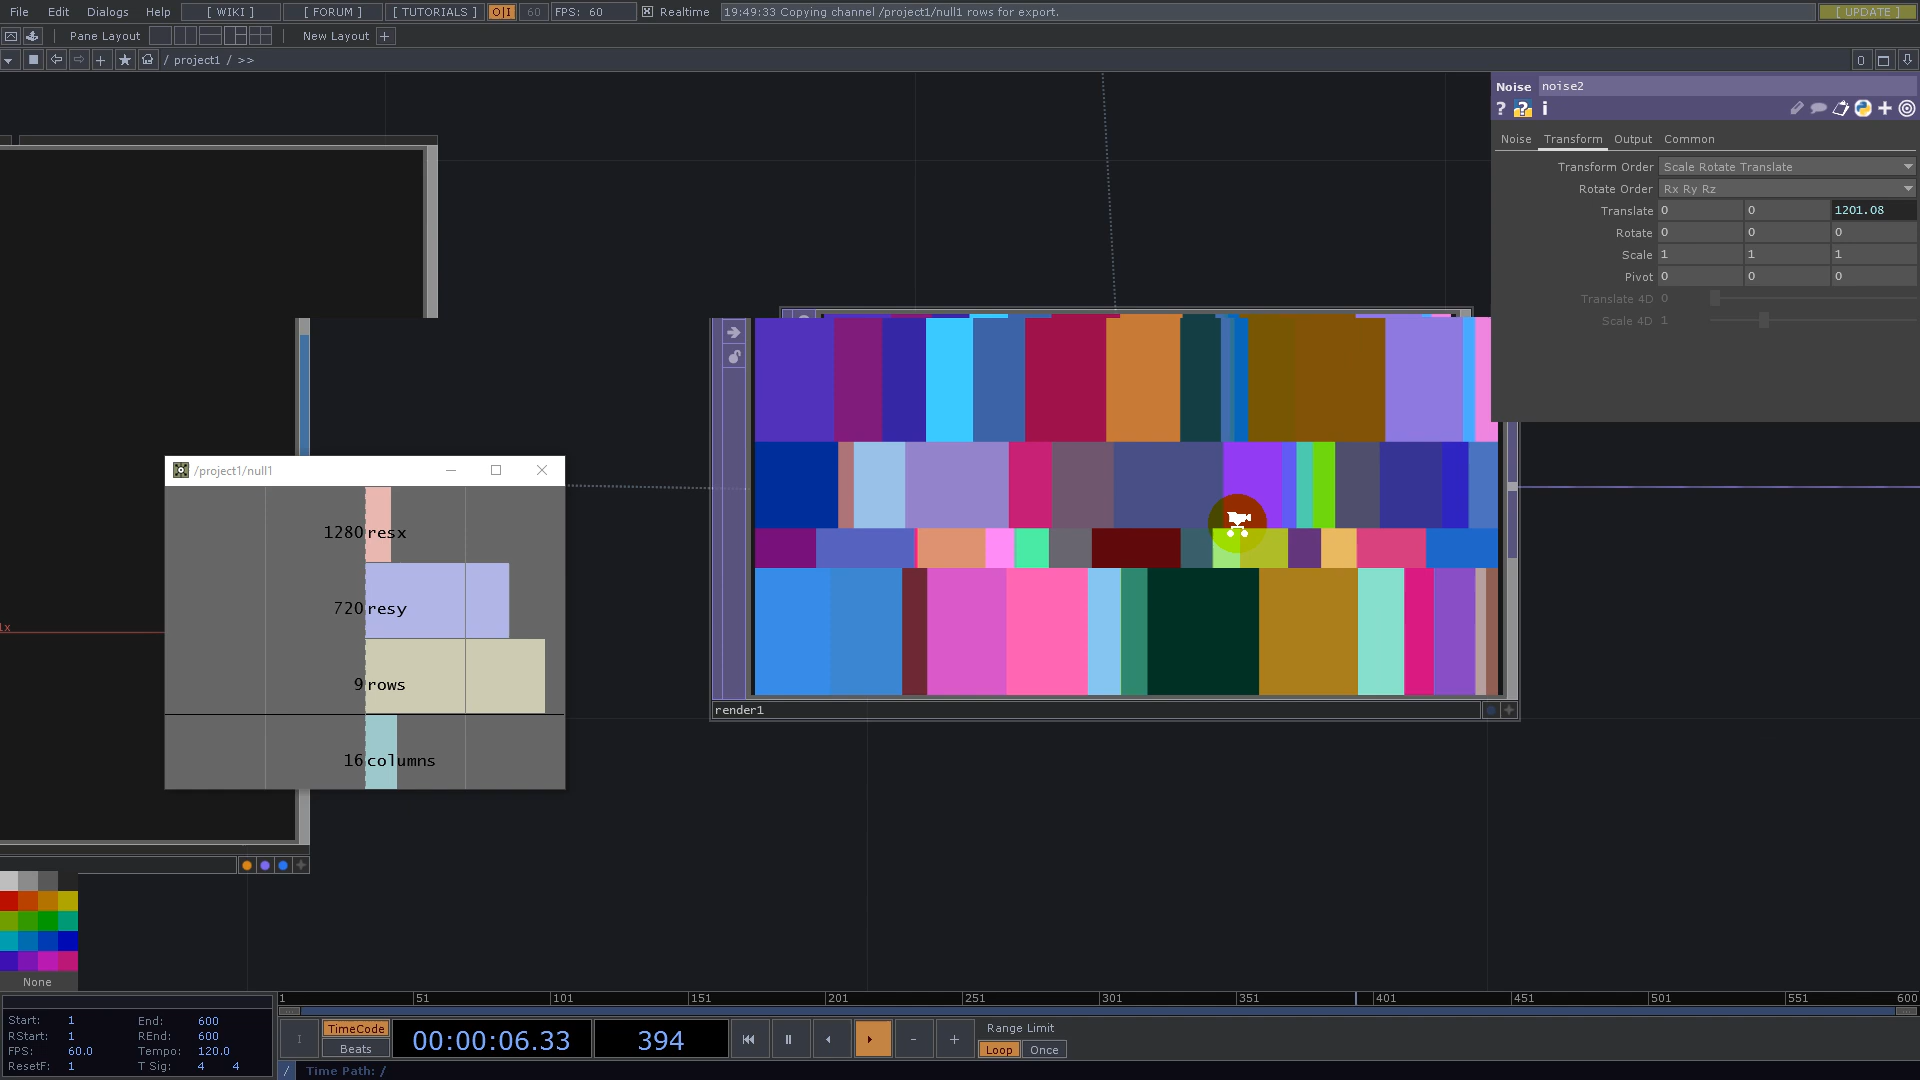 File Edit Dialogs Help [ WIKI ] [ FORUM ] [ TUTORIALS ] O|I 60 FPS: 60 Realtime 19:49:33 Copying channel /project1/null1 rows for export. [ UPDATE ]
Pane Layout New Layout +
/ project1 / >> 0
Noise noise2
? ? i
Noise Transform Output Common
Transform Order Scale Rotate Translate
Rotate Order Rx Ry Rz
Translate 0 0 1201.08
Rotate 0 0 0
Scale 1 1 1
Pivot 0 0 0
Translate 4D 0
Scale 4D 1
/project1/null1
1280 resx
720 resy
9 rows
16 columns
render1
None
1 51 101 151 201 251 301 351 401 451 501 551 600
Start: 1 End: 600
RStart: 1 REnd: 600
FPS: 60.0 Tempo: 120.0
ResetF: 1 T Sig: 4 4
TimeCode
Beats
00:00:06.33 394
Range Limit
Loop Once
/ Time Path: /